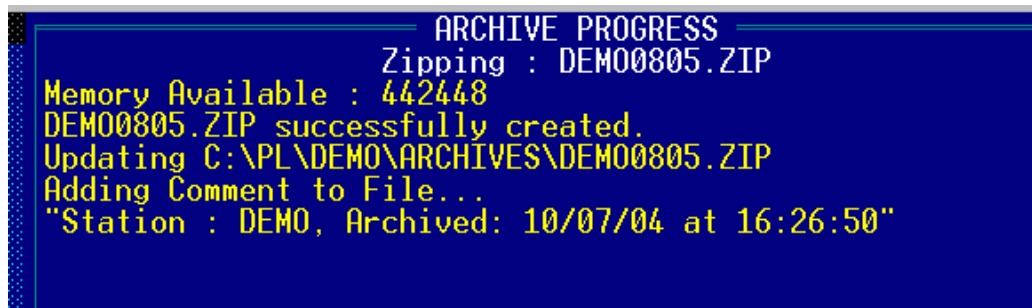 ARCHIVE PROGRESS
Zipping : DEMO0805.ZIP
Memory Available : 442448
DEMO0805.ZIP successfully created.
Updating C:\PL\DEMO\ARCHIVES\DEMO0805.ZIP
Adding Comment to File...
"Station : DEMO, Archived: 10/07/04 at 16:26:50"